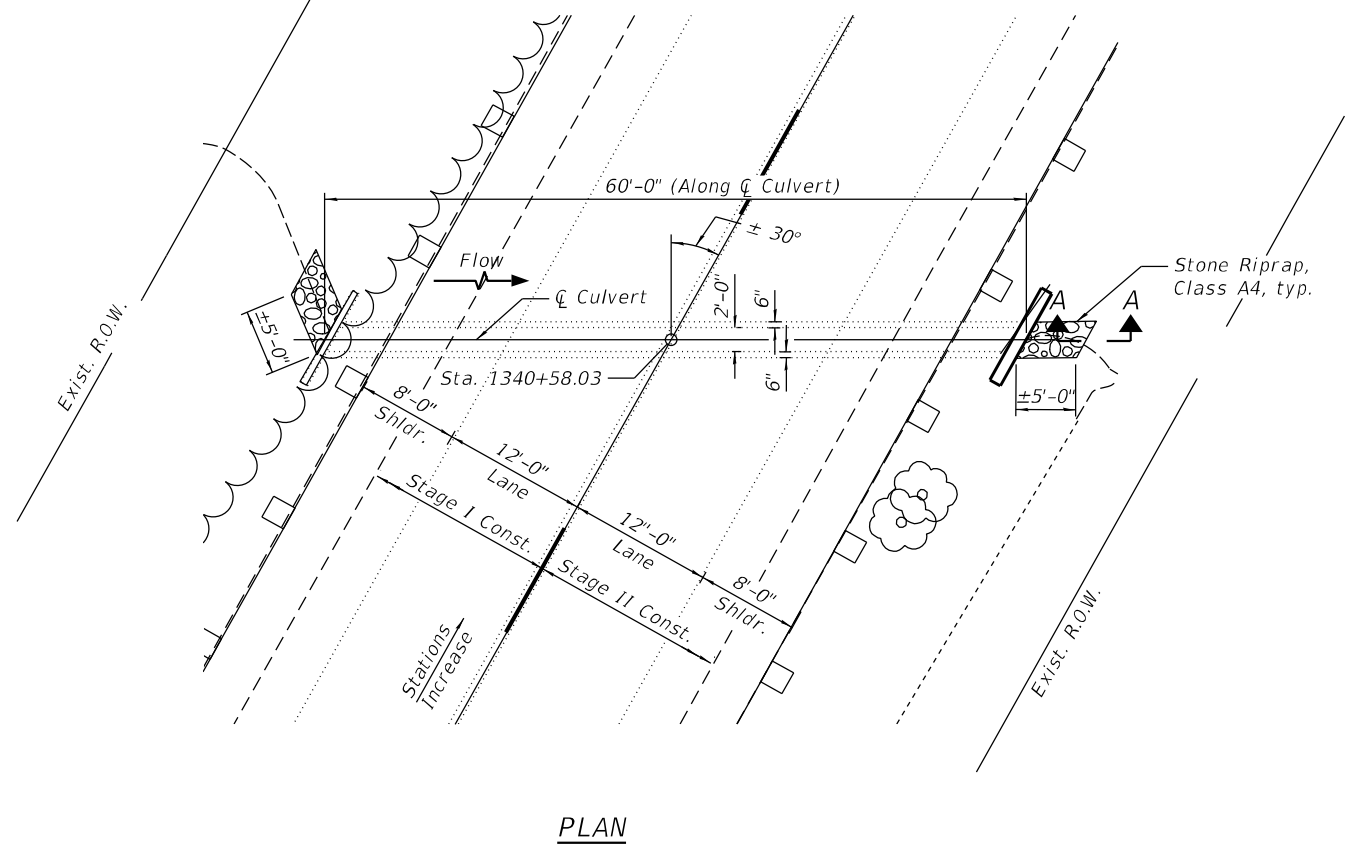 60'-0" (Along ℄ Culvert)
± 30°
Flow
℄ Culvert
2'-0"
6"
6"
Stone Riprap,
Class A4, typ.
A
A
±5'-0"
±5'-0"
Sta. 1340+58.03
Exist. R.O.W.
8'-0"
Shldr.
12'-0"
Lane
12'-0"
Lane
8'-0"
Shldr.
Stage I Const.
Stage II Const.
Stations
Increase
Exist. R.O.W.
PLAN